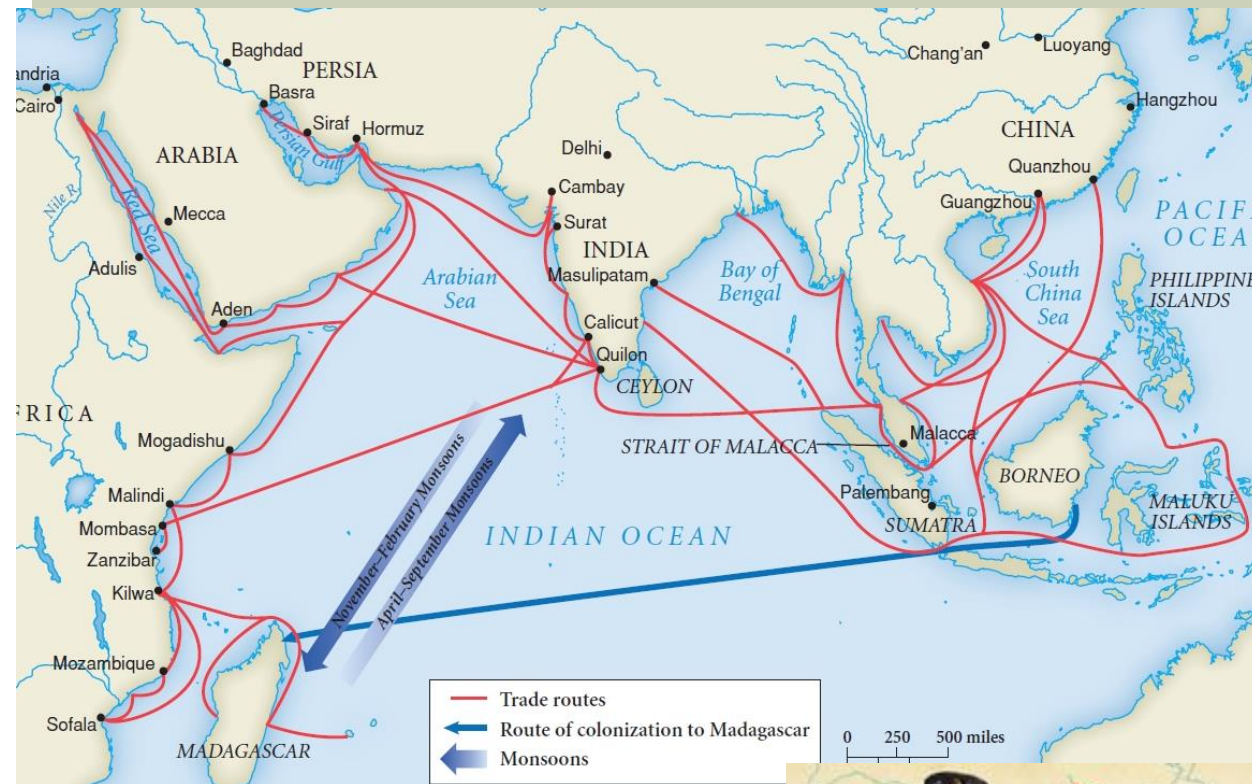 Baghdad
PERSIA
Chang'an
Luoyang
andria
Cairo
Basra
Siraf
Hormuz
Persian Gulf
Hangzhou
CHINA
ARABIA
Delhi
Quanzhou
Nile R.
Red Sea
Mecca
Cambay
Guangzhou
PACIF
OCEA
Surat
INDIA
Adulis
Arabian
Sea
Masulipatam
Bay of
Bengal
South
China
Sea
PHILIPPINE
ISLANDS
Aden
Calicut
Quilon
CEYLON
FRICA
Mogadishu
STRAIT OF MALACCA
Malacca
BORNEO
Malindi
Palembang
MALUKU
ISLANDS
Mombasa
November–February Monsoons
April–September Monsoons
INDIAN OCEAN
SUMATRA
Zanzibar
Kilwa
Mozambique
Sofala
MADAGASCAR
Trade routes
Route of colonization to Madagascar
Monsoons
0 250 500 miles